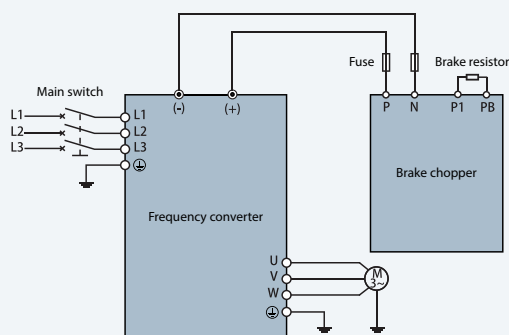 Fuse
Brake resistor
Main switch
(-)
(+)
P
N
P1
PB
L1
L1
L2
L2
L3
L3
Brake chopper
Frequency converter
U
V
W
M
3~